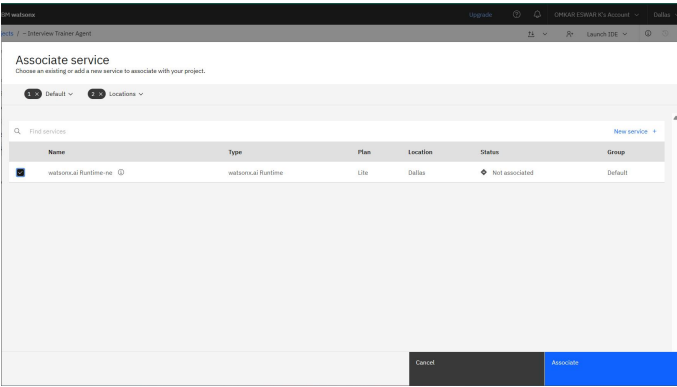 BM watsonx Upgrade OMKAR ESWAR K's Account Dallas
jects / ~ Interview Trainer Agent Launch IDE
Associate service
Choose an existing or add a new service to associate with your project.
1 × Default 2 × Locations
Find services New service +
Name Type Plan Location Status Group
watsonx.ai Runtime-ne watsonx.ai Runtime Lite Dallas Not associated Default
Cancel Associate